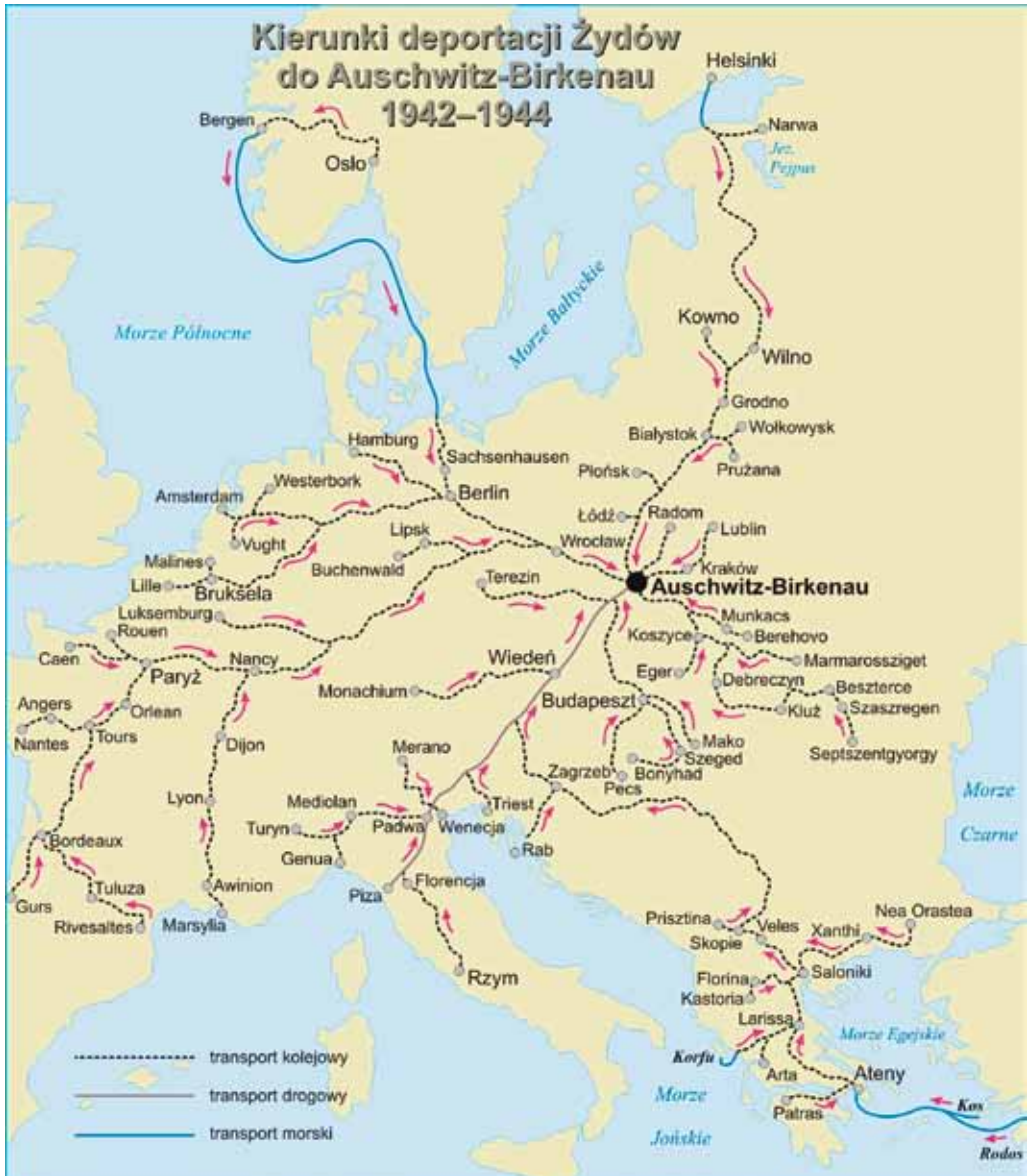 Kierunki deportacji Żydów
do Auschwitz-Birkenau
1942–1944
Helsinki
Bergen
Narwa
Osło
Jez.
Pejpus
Morze Bałtyckie
Morze Północne
Kowno
Wilno
Grodno
Hamburg
Białystok
Wołkowysk
Sachsenhausen
Płońsk
Prużana
Westerbork
Amsterdam
Berlin
Łódź
Radom
Lublin
Vught
Lipsk
Wrocław
Malines
Buchenwald
Kraków
Lille
Bruksela
Terezin
Auschwitz-Birkenau
Luksemburg
Munkacs
Rouen
Koszyce
Berehovo
Caen
Paryż
Nancy
Wiedeń
Eger
Marmarossziget
Monachium
Debreczyn
Angers
Orlean
Budapeszt
Beszterce
Nantes
Tours
Kluż
Szaszregen
Dijon
Merano
Mako
Septszentgyorgy
Szeged
Zagrzeb
Bonyhad
Pecs
Lyon
Mediolan
Triest
Morze
Czarne
Turyn
Padwa
Wenecja
Bordeaux
Genua
Rab
Tuluza
Awinion
Florencja
Gurs
Piza
Rivesaltes
Marsylia
Prisztina
Veles
Nea Orastea
Skopie
Xanthi
Rzym
Florina
Saloniki
Kastoria
Larissa
Morze Egejskie
transport kolejowy
Korfu
Arta
Ateny
transport drogowy
Morze
Jońskie
Patras
Kos
transport morski
Rodos